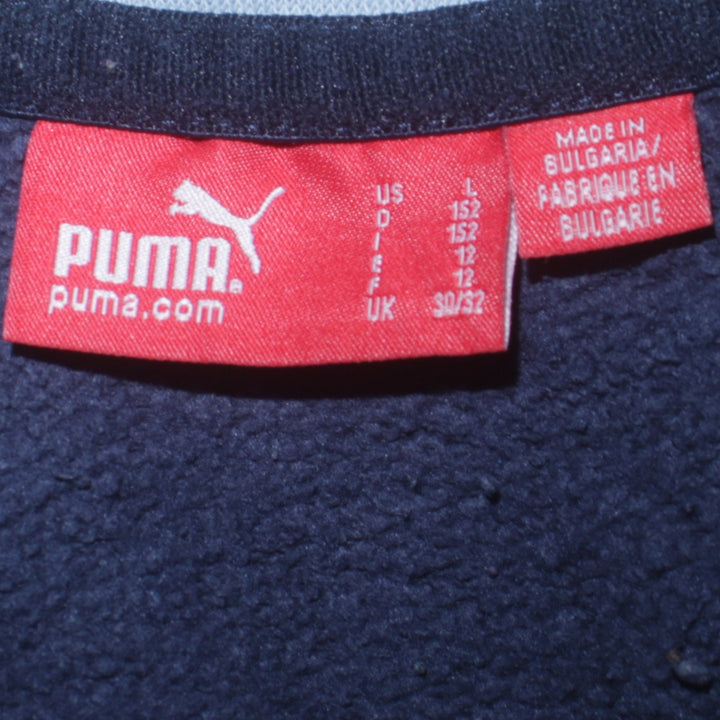 PUMA®
puma.com
US L
D 152
I 152
E 12
F 12
UK 30/32
MADE IN
BULGARIA/
FABRIQUE EN
BULGARIE